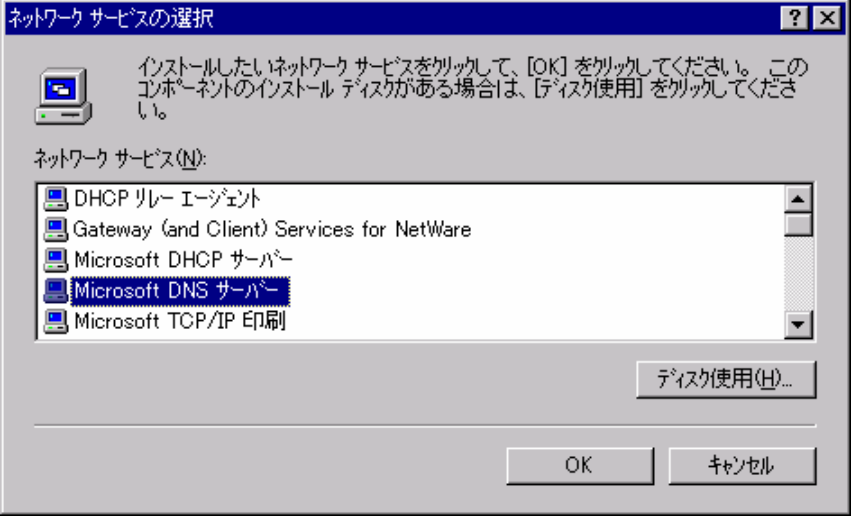 ネットワーク サービスの選択
インストールしたいネットワーク サービスをクリックして、[OK] をクリックしてください。 この
コンポーネントのインストール ディスクがある場合は、[ディスク使用] をクリックしてくださ
い。
ネットワーク サービス(N):
DHCP リレー エージェント
Gateway (and Client) Services for NetWare
Microsoft DHCP サーバー
Microsoft DNS サーバー
Microsoft TCP/IP 印刷
ディスク使用(H)...
OK
キャンセル